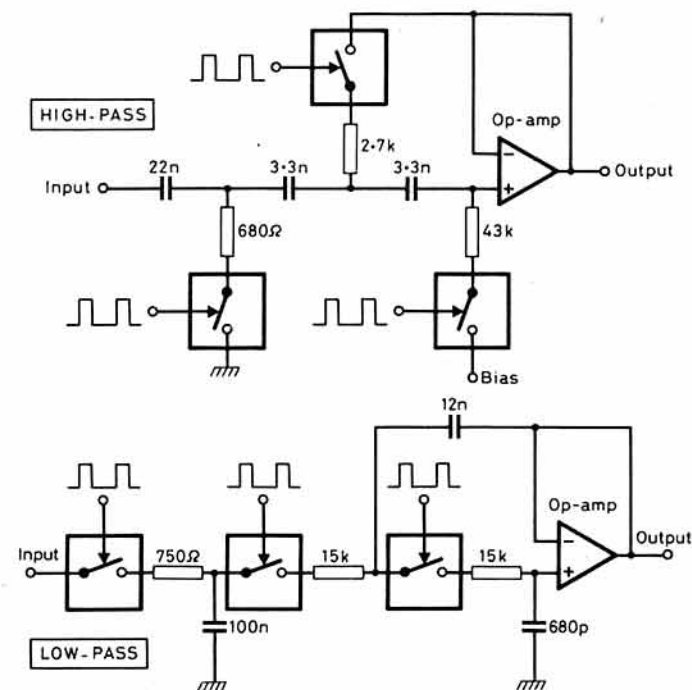 HIGH-PASS
Op-amp
2·7k
22n
3·3n
3·3n
Input
Output
680Ω
43k
Bias
12n
Op-amp
Input
750Ω
15k
15k
Output
100n
680p
LOW-PASS